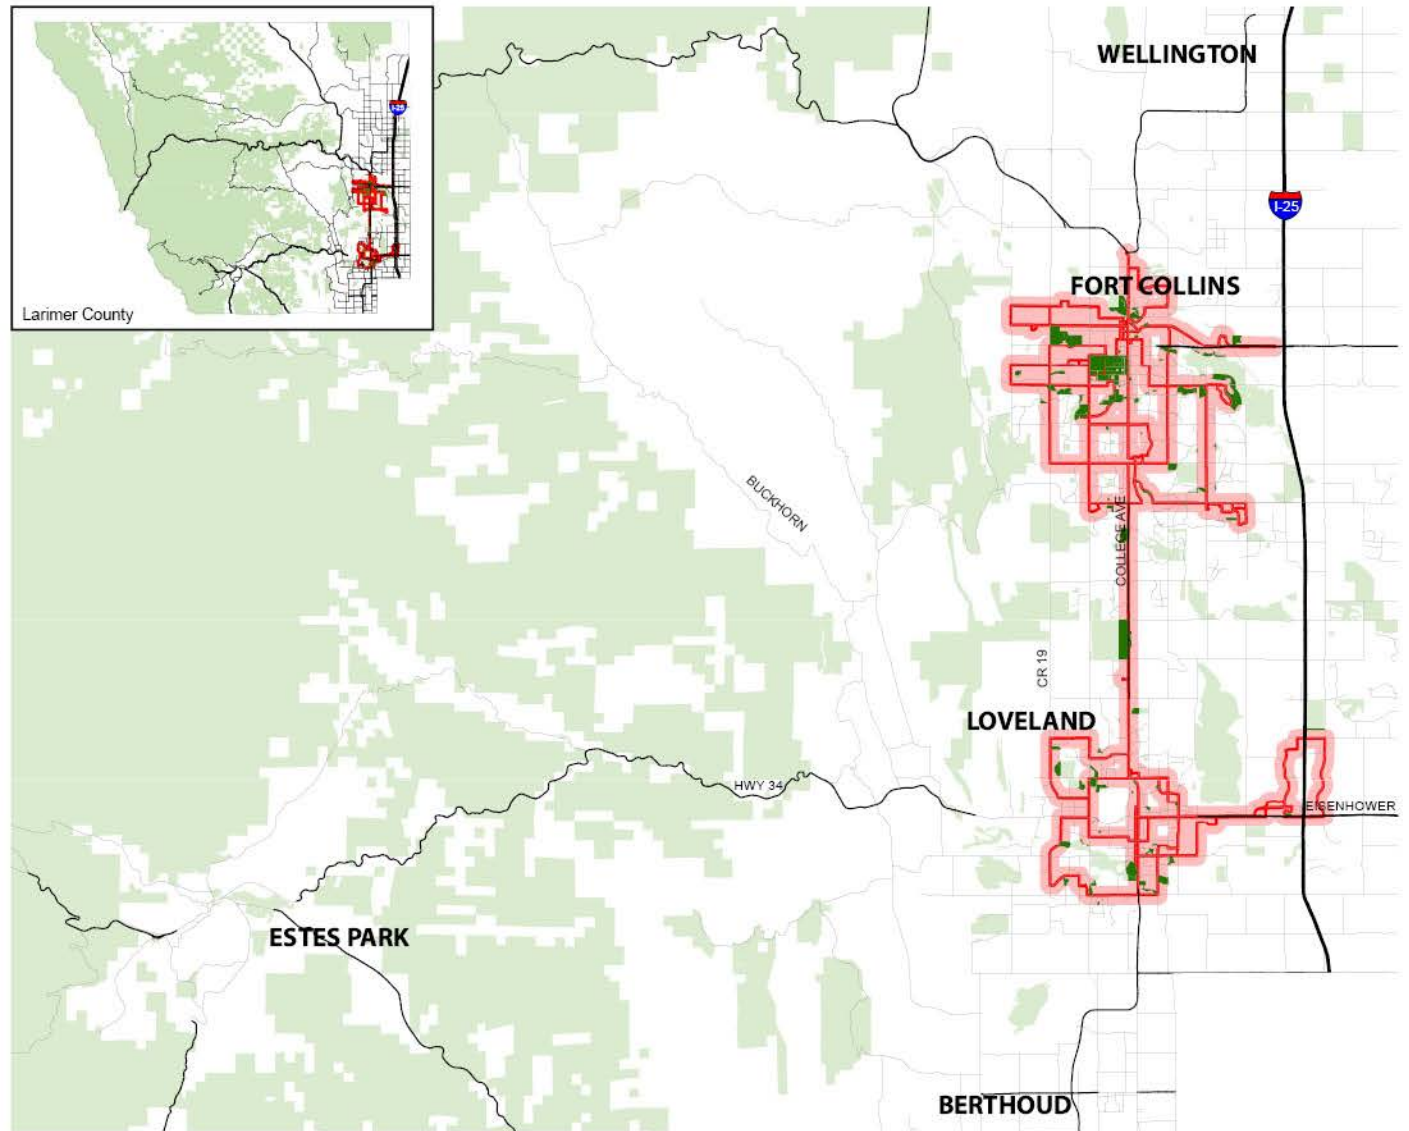 WELLINGTON
I-25
I-25
Larimer County
FORT COLLINS
BUCKHORN
COLLEGE AVE
CR 19
LOVELAND
HWY 34
EISENHOWER
ESTES PARK
BERTHOUD